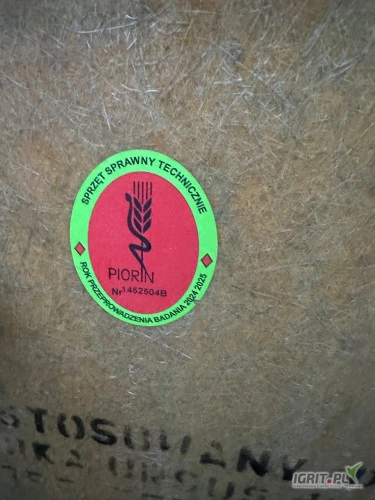 SPRZĘT SPRAWNY TECHNICZNIE
PIORIN
Nr 1452504B
ROK PRZEPROWADZENIA BADANIA 2024 2025
STOSOWANY
IGRIT.PL